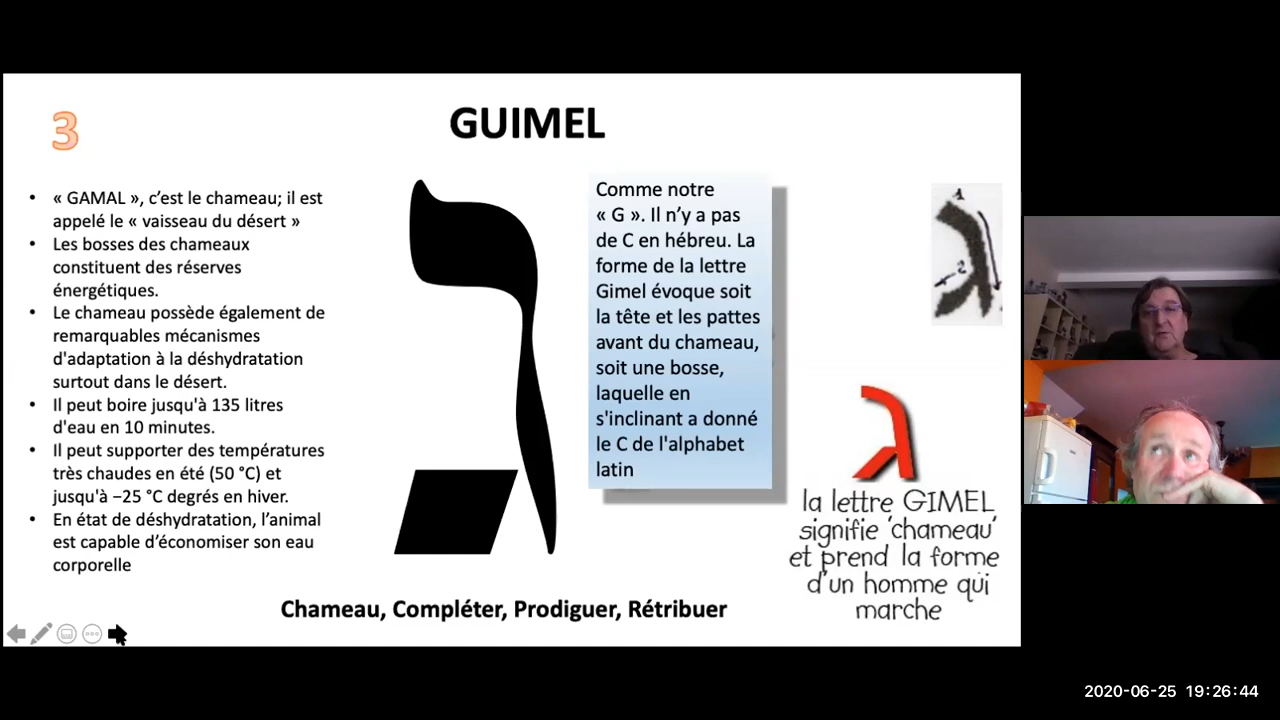 3
GUIMEL
• « GAMAL », c’est le chameau; il est
appelé le « vaisseau du désert »
• Les bosses des chameaux
constituent des réserves
énergétiques.
• Le chameau possède également de
remarquables mécanismes
d'adaptation à la déshydratation
surtout dans le désert.
• Il peut boire jusqu'à 135 litres
d'eau en 10 minutes.
• Il peut supporter des températures
très chaudes en été (50 °C) et
jusqu'à −25 °C degrés en hiver.
• En état de déshydratation, l’animal
est capable d’économiser son eau
corporelle
ג
Comme notre
« G ». Il n’y a pas
de C en hébreu. La
forme de la lettre
Gimel évoque soit
la tête et les pattes
avant du chameau,
soit une bosse,
laquelle en
s'inclinant a donné
le C de l'alphabet
latin
1
ג
2
ג
la lettre GIMEL
signifie 'chameau'
et prend la forme
d'un homme qui
marche
Chameau, Compléter, Prodiguer, Rétribuer
2020-06-25 19:26:44